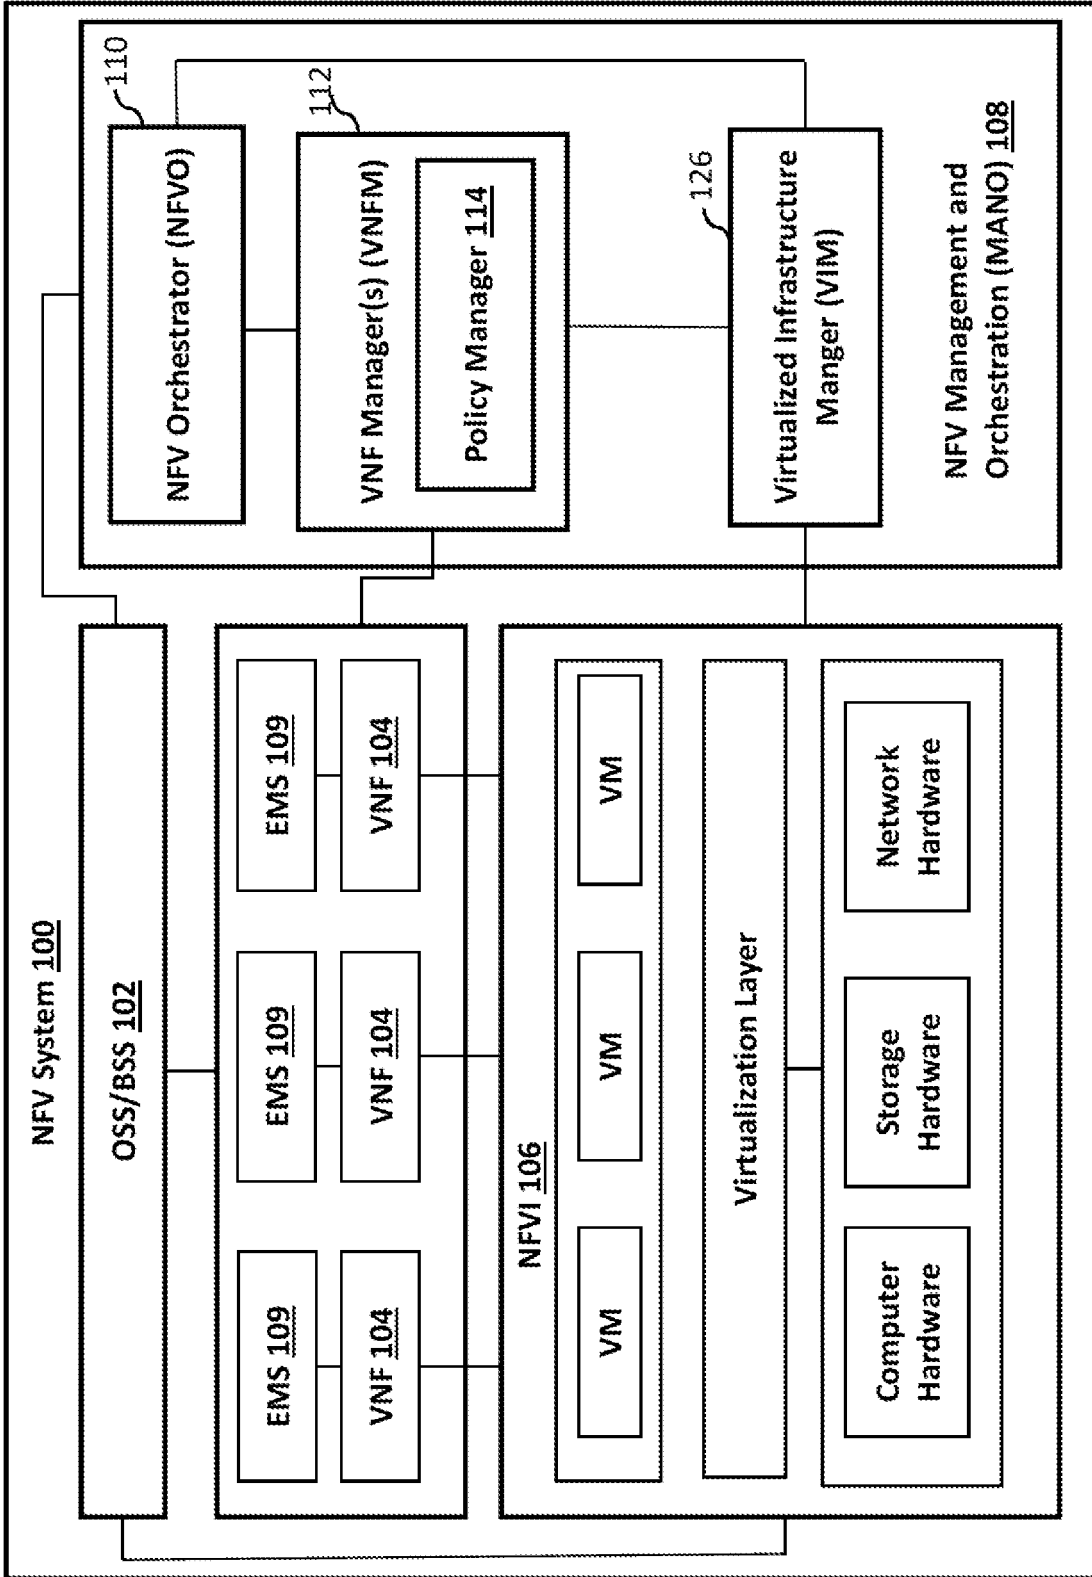 NFV System 100
OSS/BSS 102
EMS 109
EMS 109
EMS 109
VNF 104
VNF 104
VNF 104
NFVI 106
VM
VM
VM
Virtualization Layer
Computer
Hardware
Storage
Hardware
Network
Hardware
110
NFV Orchestrator (NFVO)
112
VNF Manager(s) (VNFM)
Policy Manager 114
126
Virtualized Infrastructure
Manger (VIM)
NFV Management and
Orchestration (MANO) 108